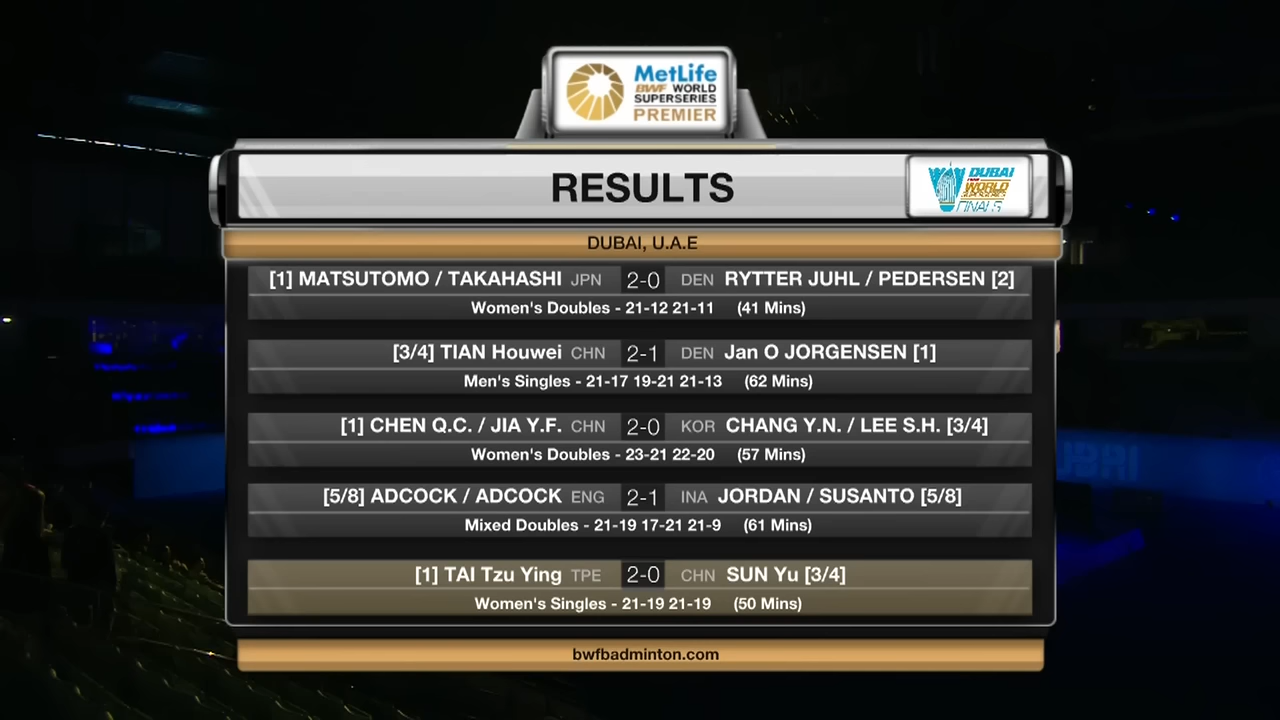 MetLife
BWF WORLD
SUPERSERIES
PREMIER
RESULTS
DUBAI
WORLD
FINALS
DUBAI, U.A.E
[1] MATSUTOMO / TAKAHASHI JPN 2-0 DEN RYTTER JUHL / PEDERSEN [2]
Women's Doubles - 21-12 21-11 (41 Mins)
[3/4] TIAN Houwei CHN 2-1 DEN Jan O JORGENSEN [1]
Men's Singles - 21-17 19-21 21-13 (62 Mins)
[1] CHEN Q.C. / JIA Y.F. CHN 2-0 KOR CHANG Y.N. / LEE S.H. [3/4]
Women's Doubles - 23-21 22-20 (57 Mins)
[5/8] ADCOCK / ADCOCK ENG 2-1 INA JORDAN / SUSANTO [5/8]
Mixed Doubles - 21-19 17-21 21-9 (61 Mins)
[1] TAI Tzu Ying TPE 2-0 CHN SUN Yu [3/4]
Women's Singles - 21-19 21-19 (50 Mins)
bwfbadminton.com